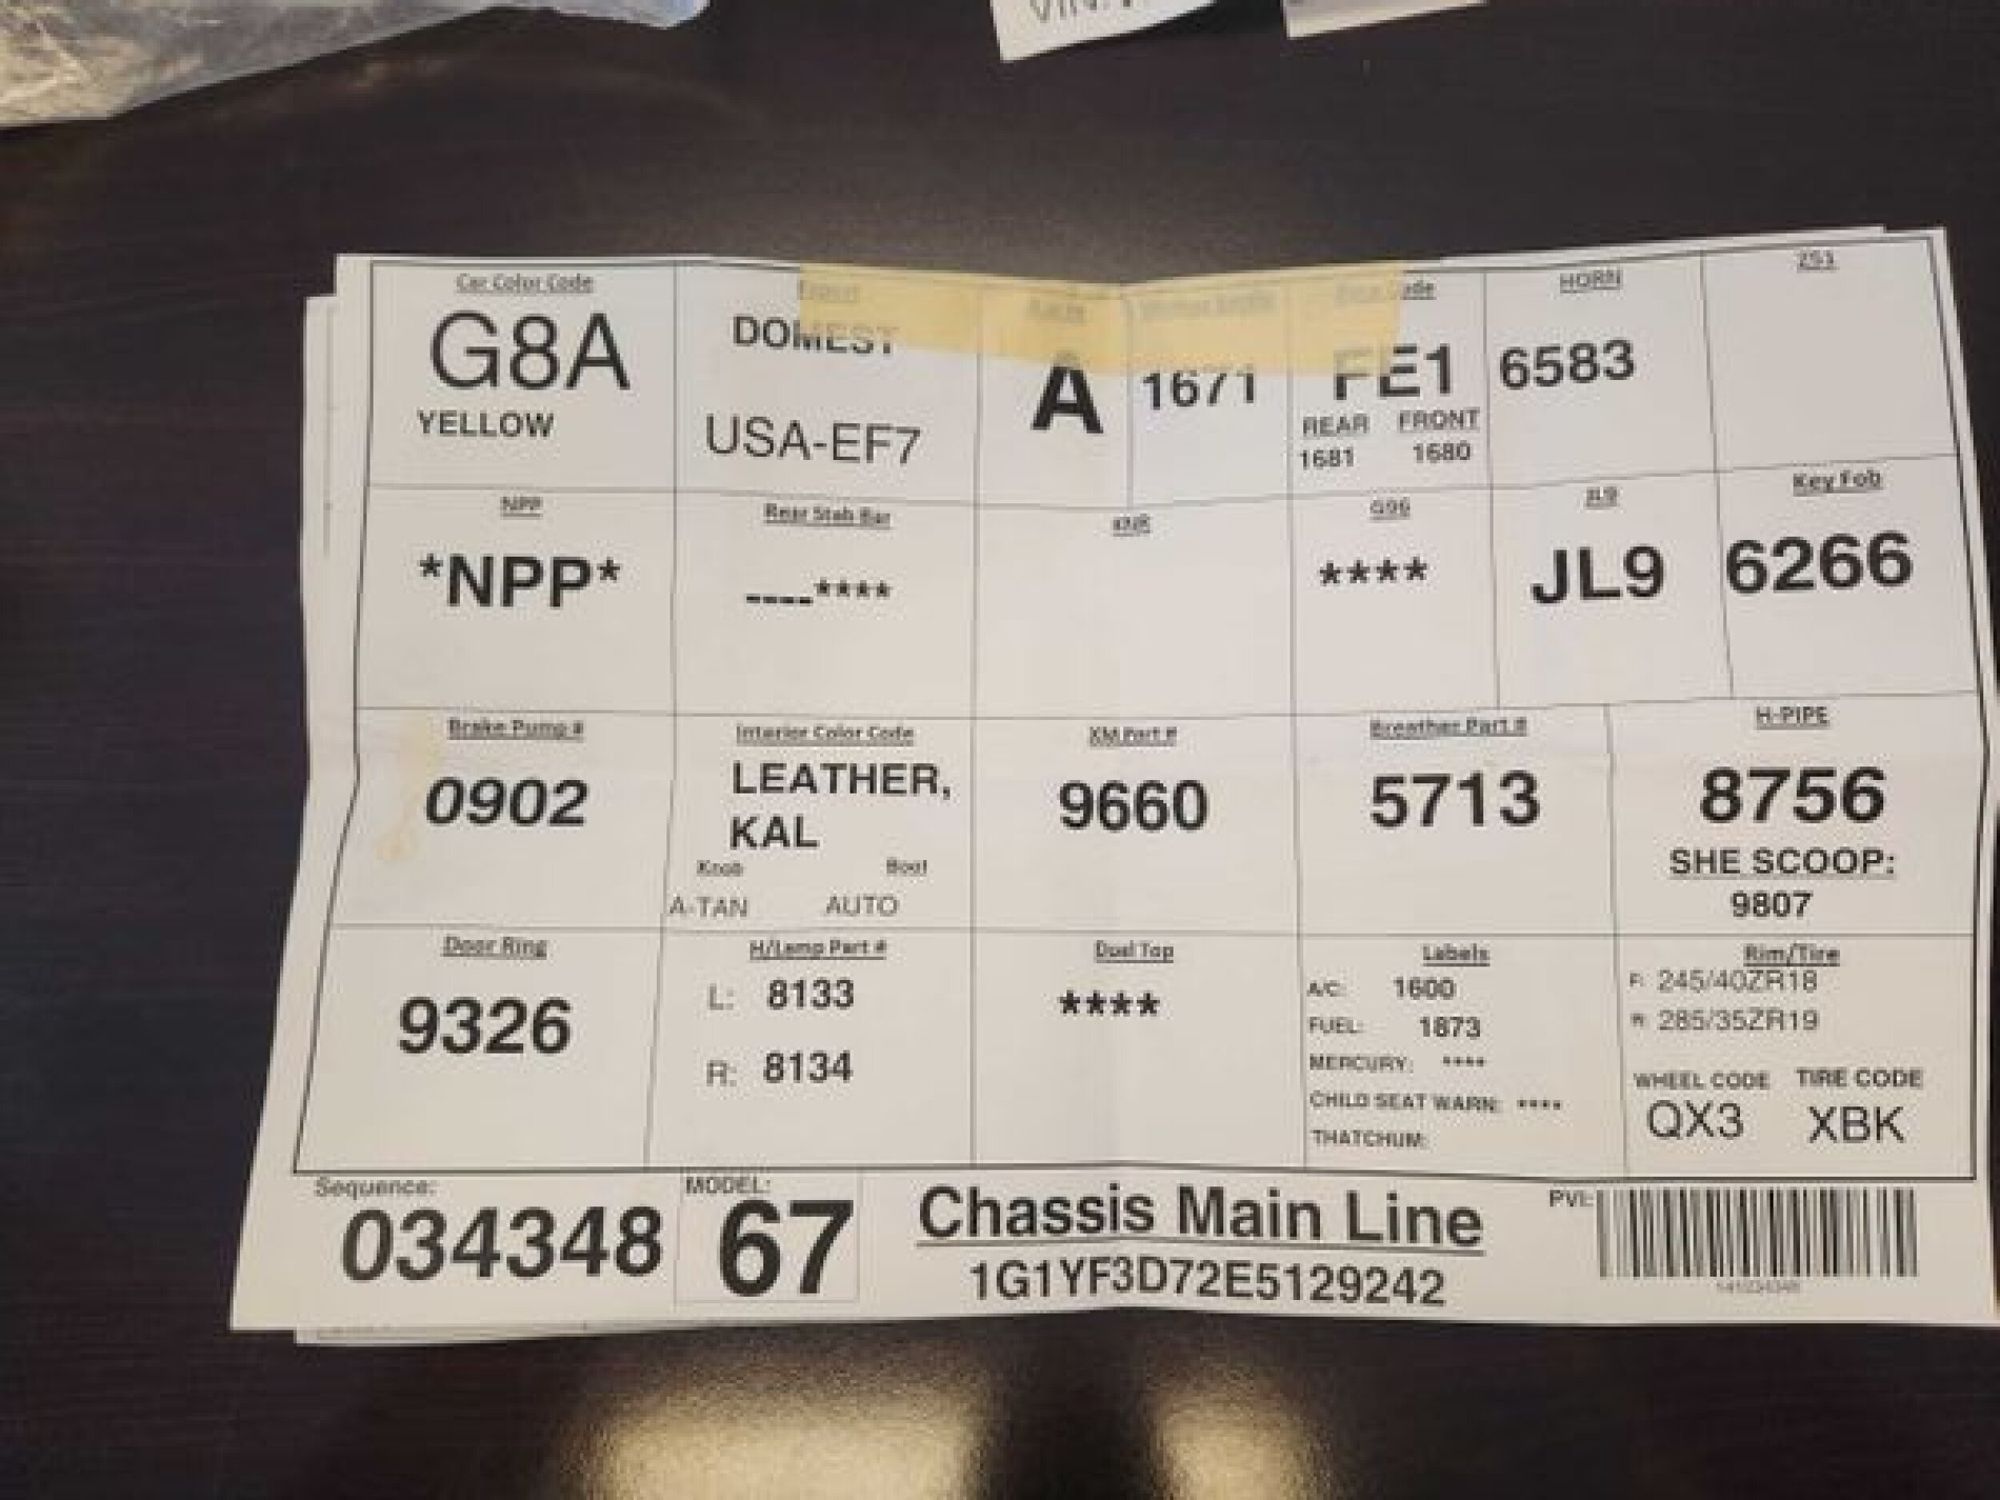 VIN:
Car Color Code
G8A
YELLOW
DOMEST
USA-EF7
A
1671
Code
FE1
REAR FRONT
1681 1680
HORN
6583
Z51
NPP
*NPP*
Rear Stab Bar
----****
G96
****
JL9
JL9
Key Fob
6266
Brake Pump #
0902
Interior Color Code
LEATHER,
KAL
Knob Boot
A-TAN AUTO
XM Part #
9660
Breather Part #
5713
H-PIPE
8756
SHE SCOOP:
9807
Door Ring
9326
H/Lamp Part #
L: 8133
R: 8134
Dual Top
****
Labels
A/C: 1600
FUEL: 1873
MERCURY: ****
CHILD SEAT WARN: ****
THATCHUM:
Rim/Tire
F: 245/40ZR18
R: 285/35ZR19
WHEEL CODE TIRE CODE
QX3 XBK
Sequence:
034348
MODEL:
67
Chassis Main Line
1G1YF3D72E5129242
PVI: